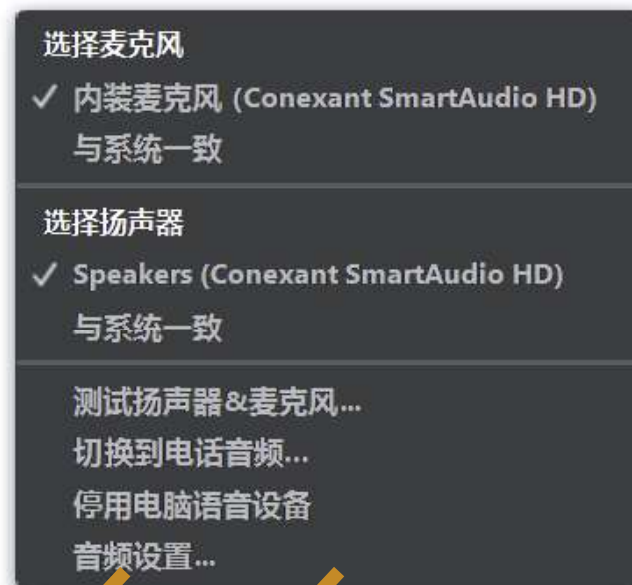 选择麦克风
✓ 内装麦克风 (Conexant SmartAudio HD)
与系统一致
选择扬声器
✓ Speakers (Conexant SmartAudio HD)
与系统一致
测试扬声器&麦克风...
切换到电话音频...
停用电脑语音设备
音频设置...